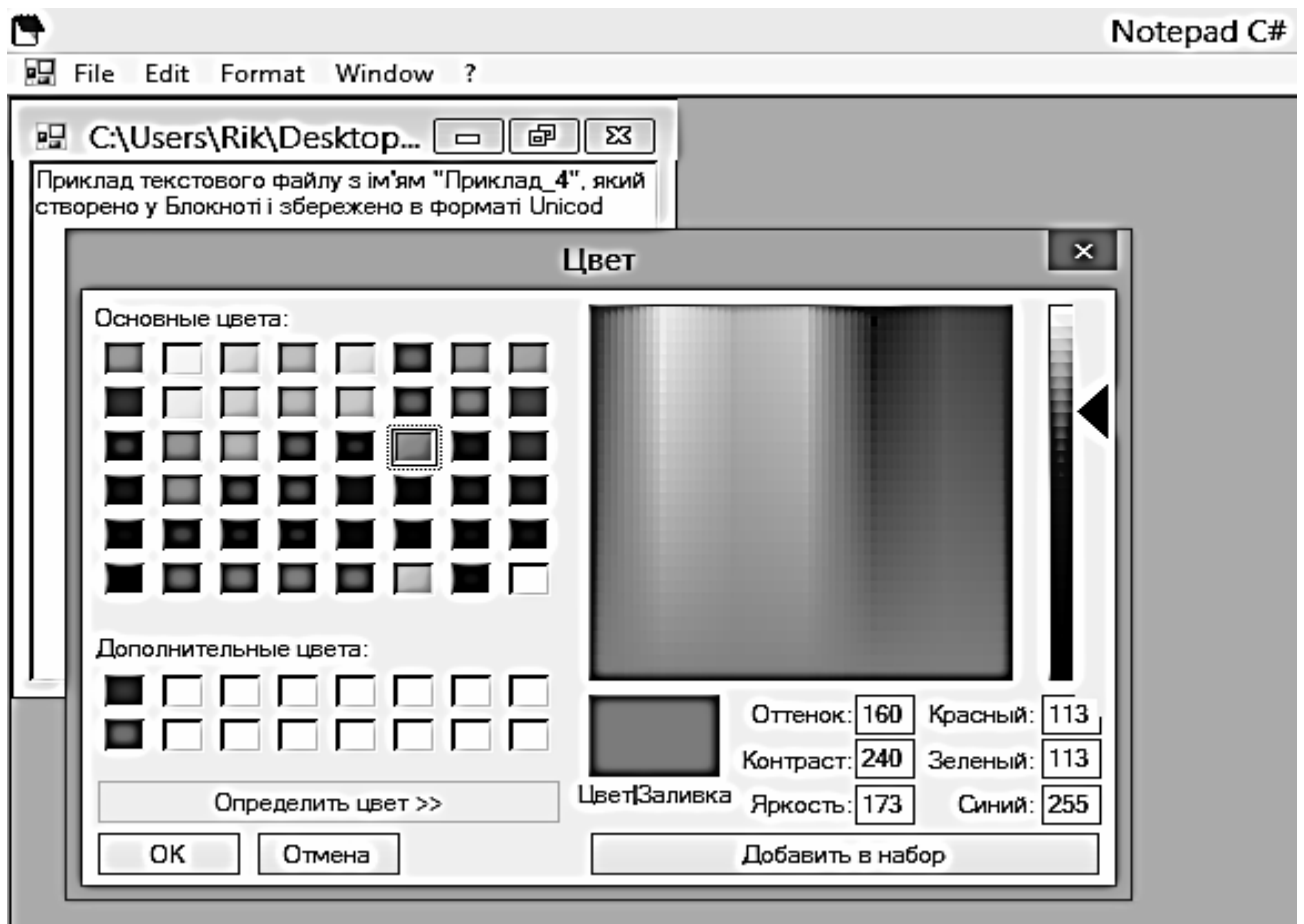 Notepad C#
File Edit Format Window ?
C:\Users\Rik\Desktop...
Приклад текстового файлу з ім'ям "Приклад_4", який
створено у Блокноті і збережено в форматі Unicod
Цвет
Основные цвета:
Дополнительные цвета:
Определить цвет >>
ОК Отмена
Цвет|Заливка
Оттенок: 160 Красный: 113
Контраст: 240 Зеленый: 113
Яркость: 173 Синий: 255
Добавить в набор